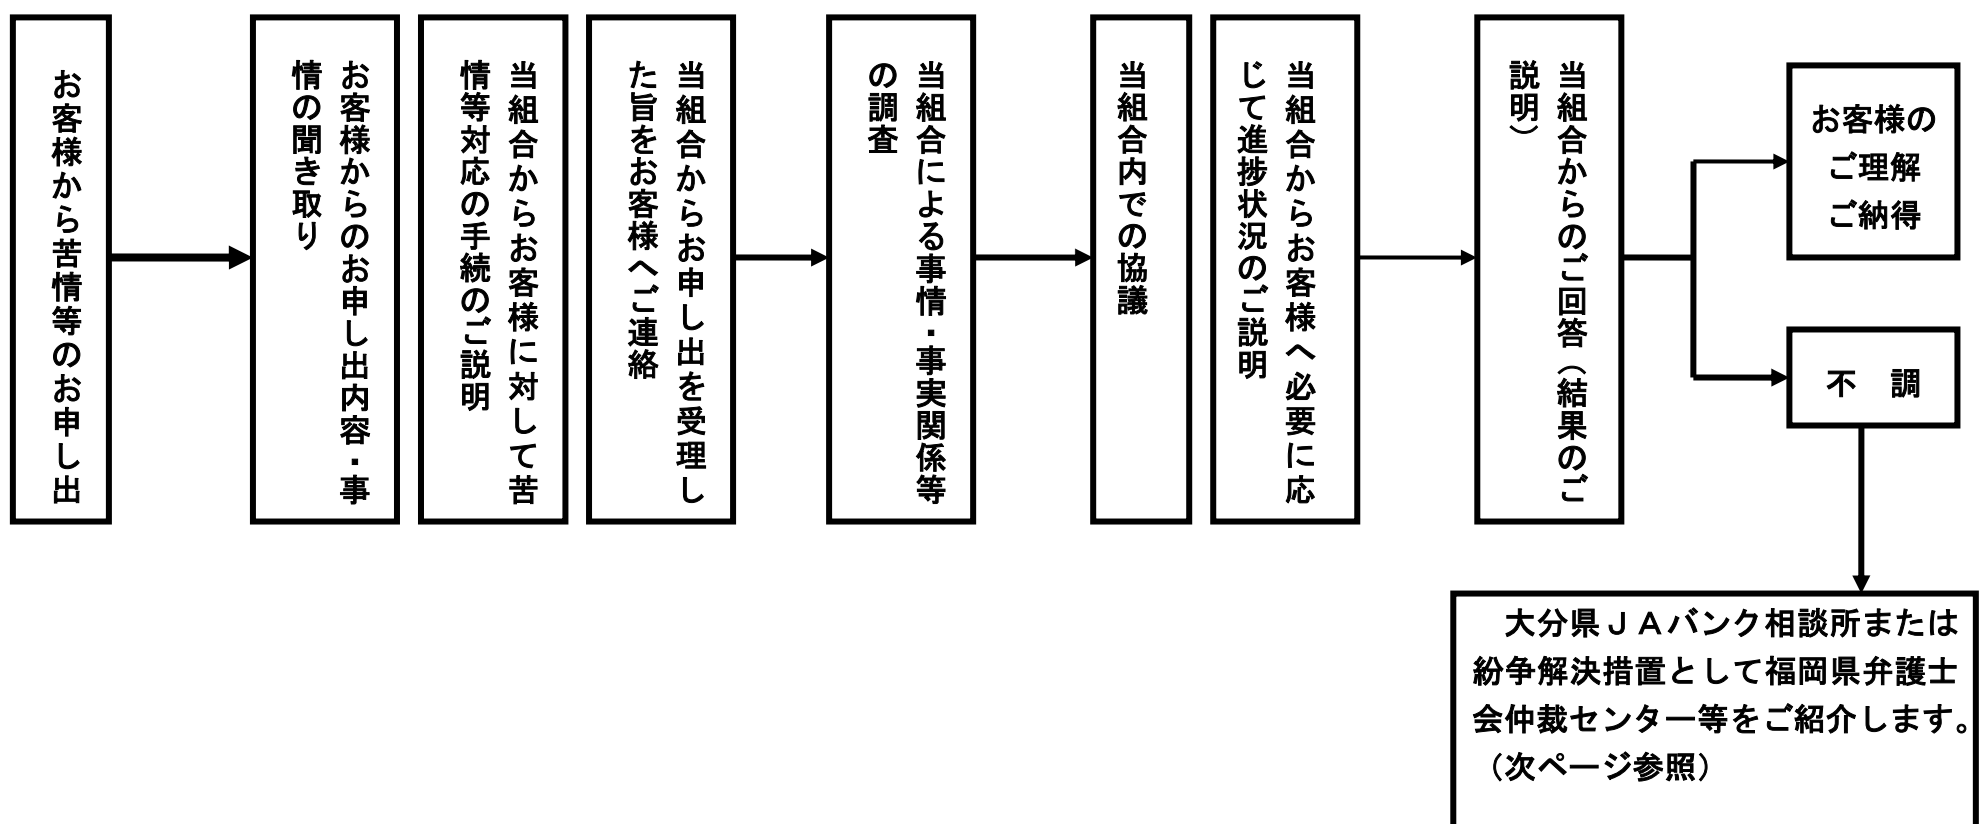 お客様から苦情等のお申し出
お客様からのお申し出内容・事
情の聞き取り
当組合からお客様に対して苦
情等対応の手続のご説明
当組合からお申し出を受理し
た旨をお客様へご連絡
当組合による事情・事実関係等
の調査
当組合内での協議
当組合からお客様へ必要に応
じて進捗状況のご説明
当組合からのご回答（結果のご
説明）
お客様の
ご理解
ご納得
不　調
大分県ＪＡバンク相談所または
紛争解決措置として福岡県弁護士
会仲裁センター等をご紹介します。
（次ページ参照）